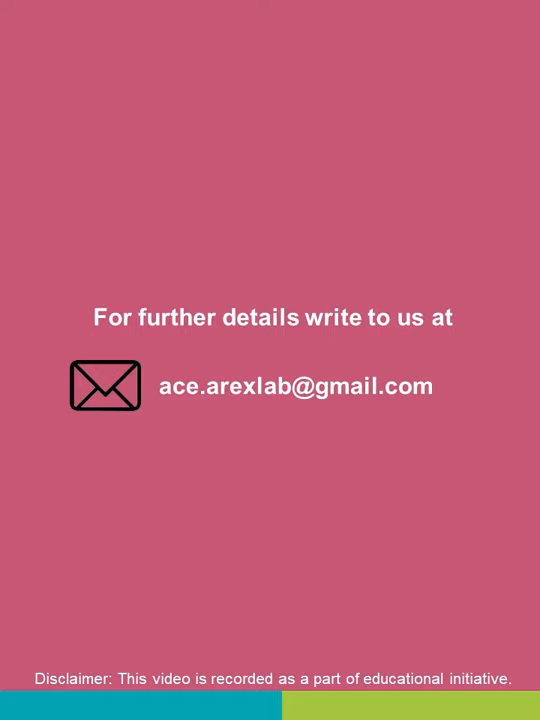 For further details write to us at
ace.arexlab@gmail.com
Disclaimer: This video is recorded as a part of educational initiative.